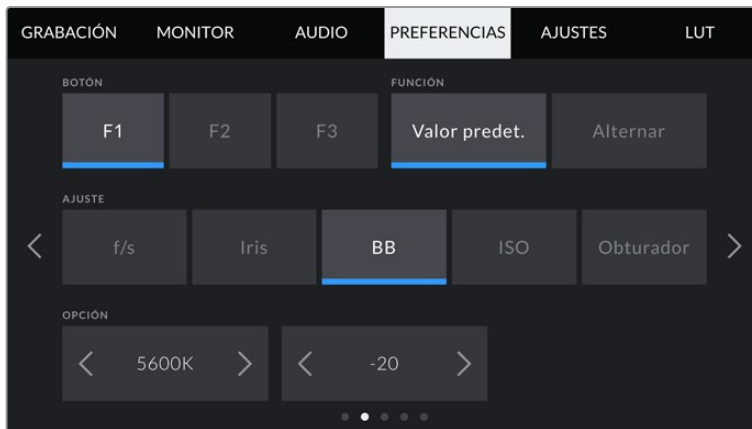 GRABACIÓN MONITOR AUDIO PREFERENCIAS AJUSTES LUT
BOTÓN FUNCIÓN
F1 F2 F3 Valor predet. Alternar
AJUSTE
f/s Iris BB ISO Obturador
OPCIÓN
5600K -20